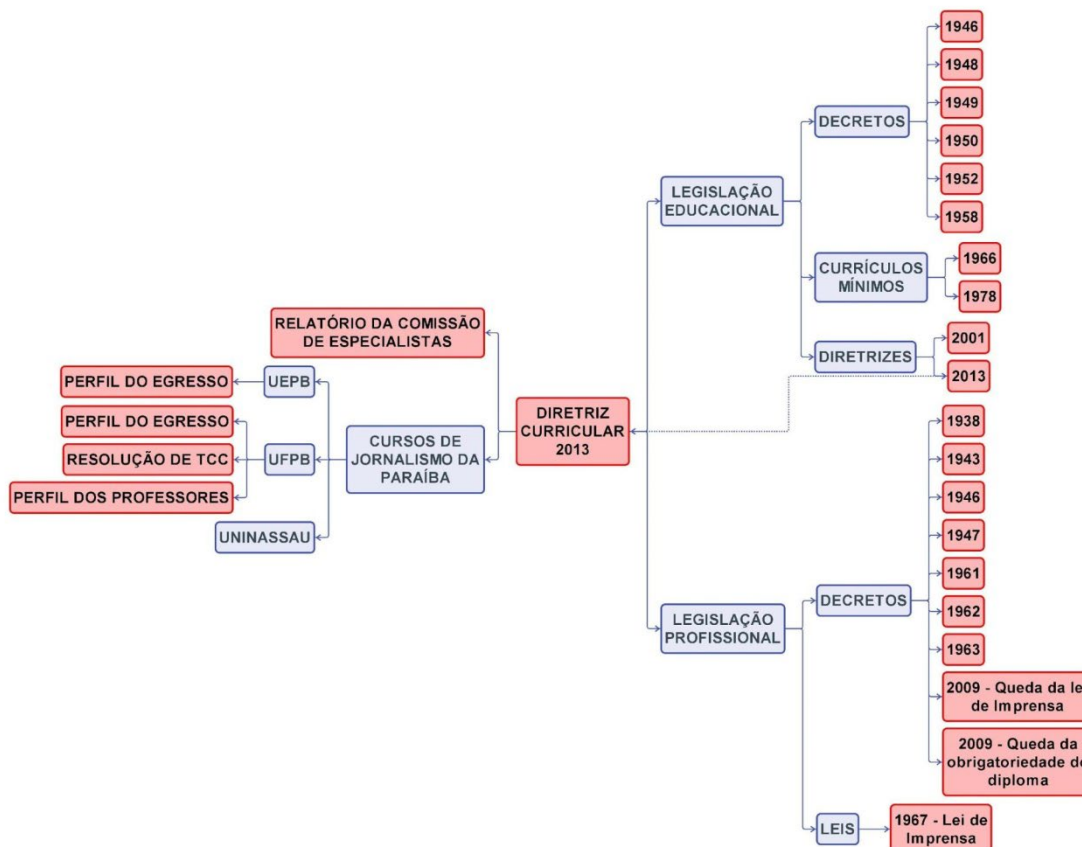 RELATÓRIO DA COMISSÃO
DE ESPECIALISTAS
PERFIL DO EGRESSO
UEPB
PERFIL DO EGRESSO
RESOLUÇÃO DE TCC
UFPB
PERFIL DOS PROFESSORES
UNINASSAU
CURSOS DE
JORNALISMO DA
PARAÍBA
DIRETRIZ
CURRICULAR
2013
LEGISLAÇÃO
EDUCACIONAL
DECRETOS
1946
1948
1949
1950
1952
1958
CURRÍCULOS
MÍNIMOS
1966
1978
DIRETRIZES
2001
2013
LEGISLAÇÃO
PROFISSIONAL
DECRETOS
1938
1943
1946
1947
1961
1962
1963
2009 - Queda da le
de Imprensa
2009 - Queda da
obrigatoriedade d
diploma
LEIS
1967 - Lei de
Imprensa